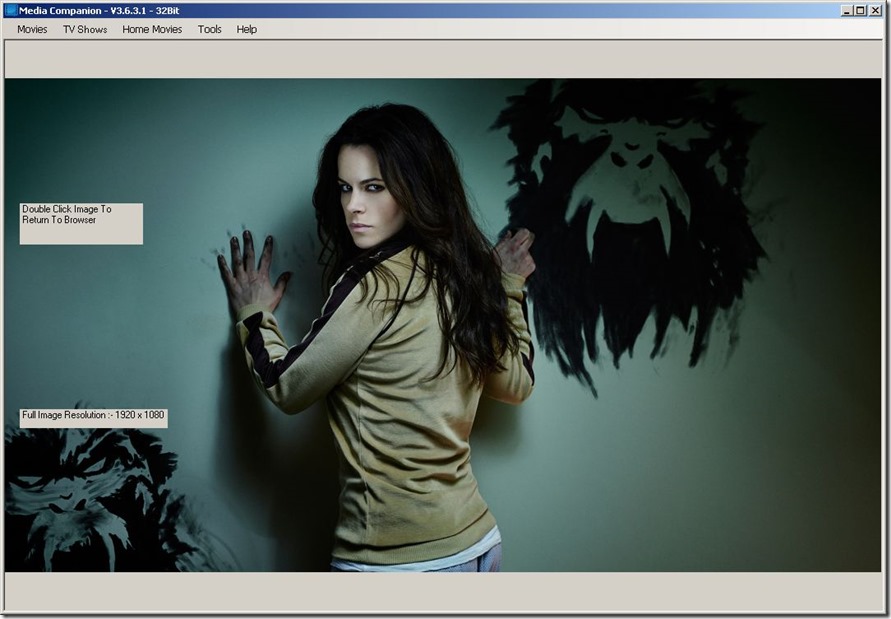 Media Companion - V3.6.3.1 - 32Bit
Movies TV Shows Home Movies Tools Help
Double Click Image To
Return To Browser
Full Image Resolution :- 1920 x 1080